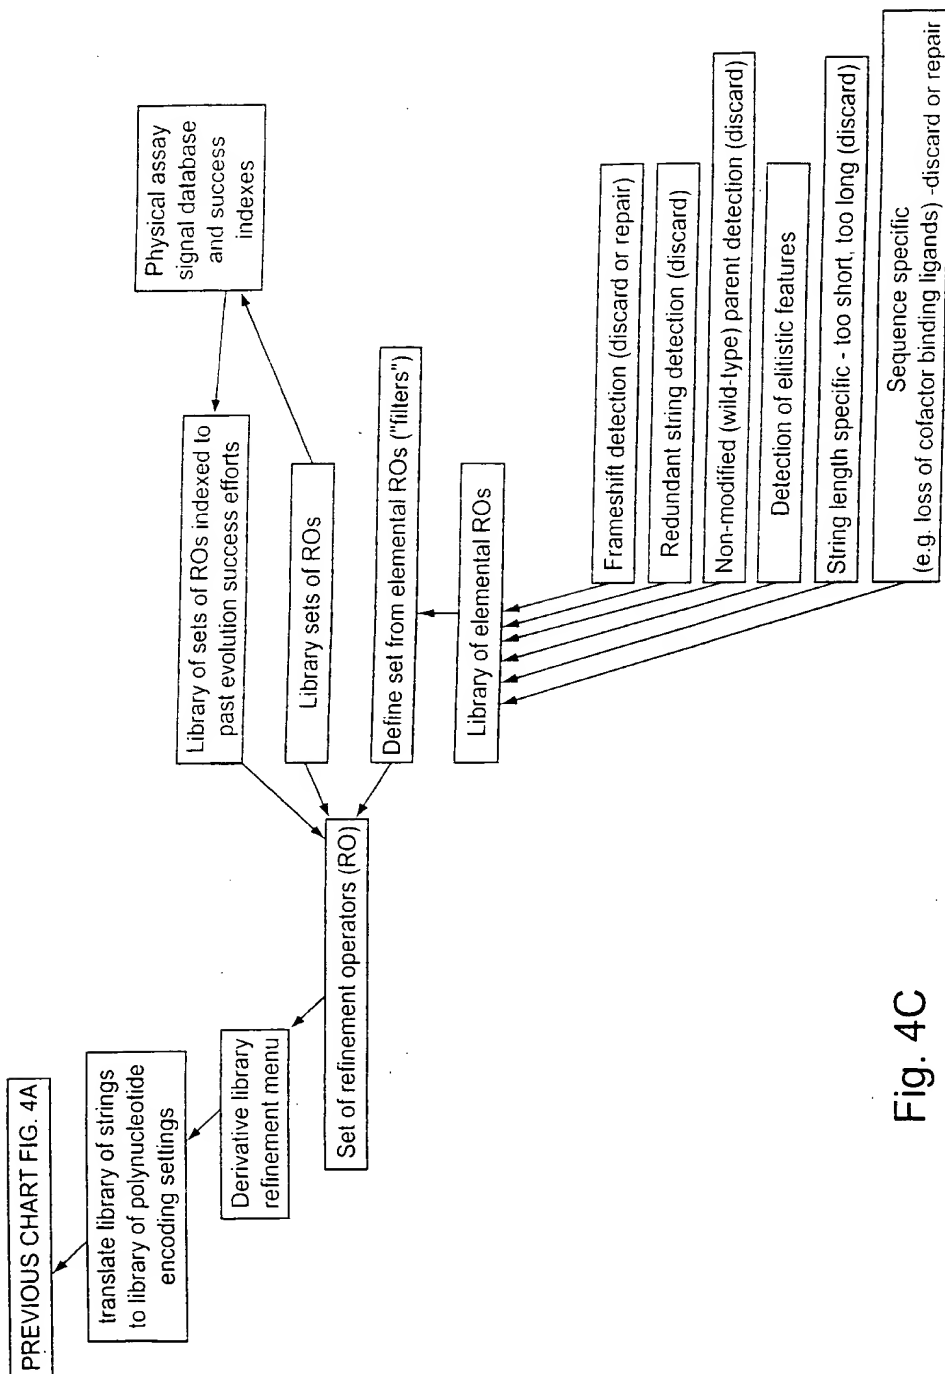 PREVIOUS CHART FIG. 4A
translate library of strings
to library of polynucleotide
encoding settings
Derivative library
refinement menu
Set of refinement operators (RO)
Library of sets of ROs indexed to
past evolution success efforts
Physical assay
signal database
and success
indexes
Library sets of ROs
Define set from elemental ROs ("filters")
Library of elemental ROs
Frameshift detection (discard or repair)
Redundant string detection (discard)
Non-modified (wild-type) parent detection (discard)
Detection of elitistic features
String length specific - too short, too long (discard)
Sequence specific
(e.g. loss of cofactor binding ligands) -discard or repair
Fig. 4C